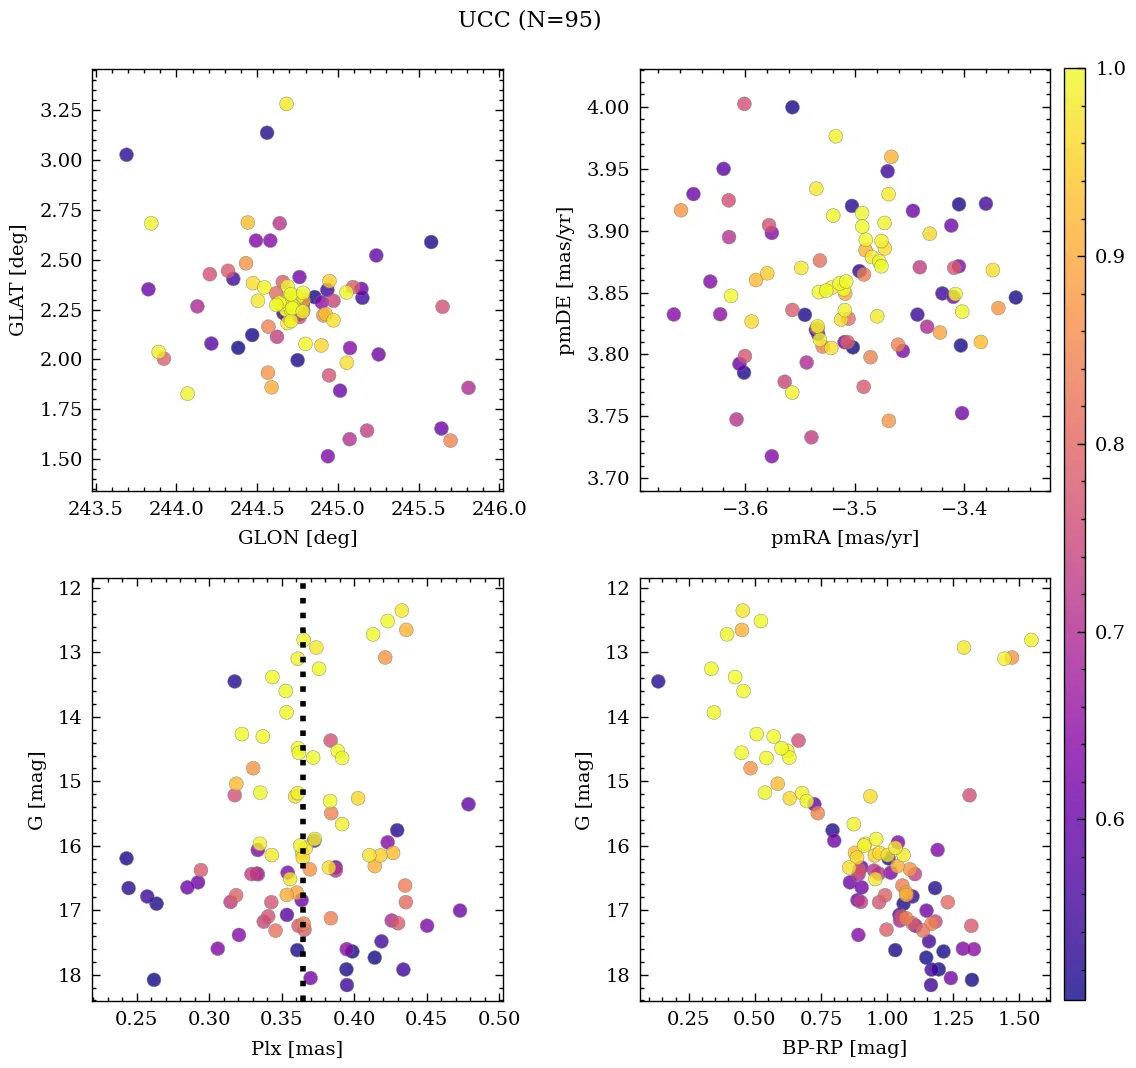 UCC (N=95)
3.25
3.00
2.75
2.50
2.25
2.00
1.75
1.50
GLAT [deg]
243.5 244.0 244.5 245.0 245.5 246.0
GLON [deg]
4.00
3.95
3.90
3.85
3.80
3.75
3.70
pmDE [mas/yr]
−3.6 −3.5 −3.4
pmRA [mas/yr]
1.0
0.9
0.8
0.7
0.6
12
13
14
15
16
17
18
G [mag]
0.25 0.30 0.35 0.40 0.45 0.50
Plx [mas]
12
13
14
15
16
17
18
G [mag]
0.25 0.50 0.75 1.00 1.25 1.50
BP-RP [mag]